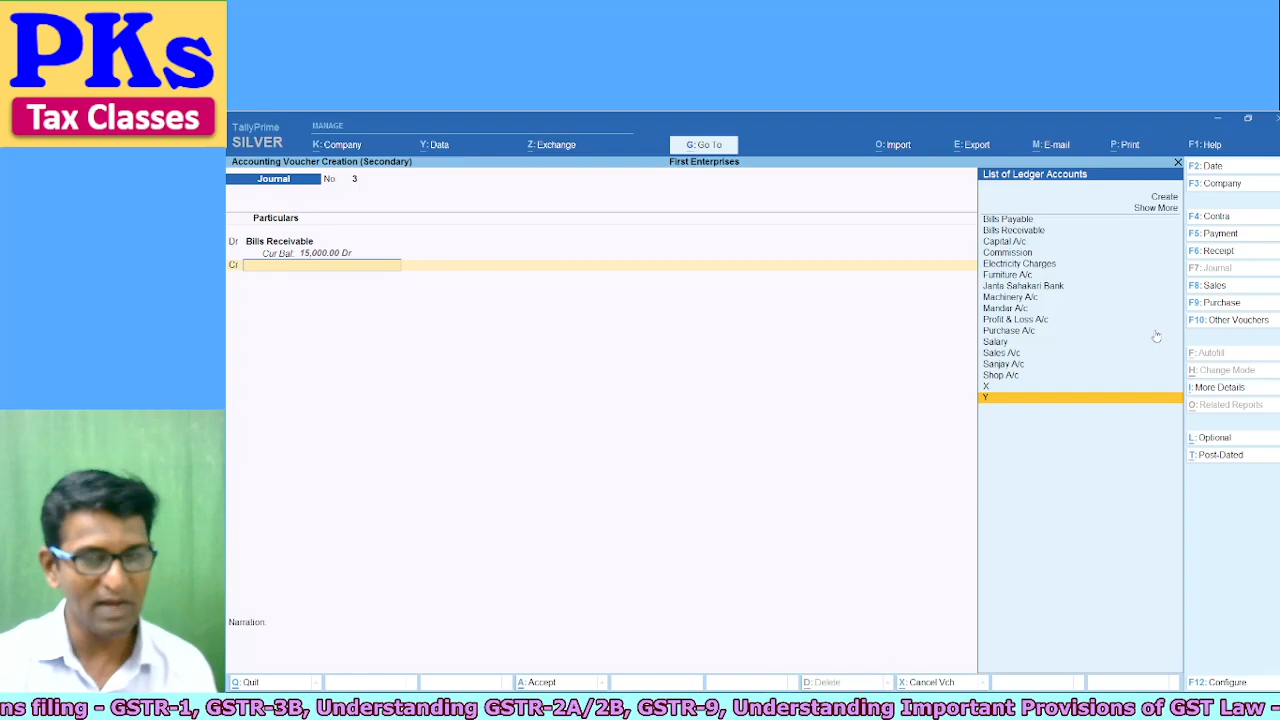 PKs
Tax Classes
TallyPrime
SILVER
MANAGE
K: Company
Y: Data
Z: Exchange
G: Go To
O: Import
E: Export
M: E-mail
P: Print
F1: Help
Accounting Voucher Creation (Secondary)
First Enterprises
Journal No. 3
Particulars
Dr Bills Receivable
Cur Bal: 15,000.00 Dr
Cr
Narration:
List of Ledger Accounts
Create
Show More
Bills Payable
Bills Receivable
Capital A/c
Commission
Electricity Charges
Furniture A/c
Janta Sahakari Bank
Machinery A/c
Mandar A/c
Profit & Loss A/c
Purchase A/c
Salary
Sales A/c
Sanjay A/c
Shop A/c
X
Y
F2: Date
F3: Company
F4: Contra
F5: Payment
F6: Receipt
F7: Journal
F8: Sales
F9: Purchase
F10: Other Vouchers
F: Autofill
H: Change Mode
I: More Details
O: Related Reports
L: Optional
T: Post-Dated
F12: Configure
Q: Quit
A: Accept
D: Delete
X: Cancel Vch
ns filing - GSTR-1, GSTR-3B, Understanding GSTR-2A/2B, GSTR-9, Understanding Important Provisions of GST Law -